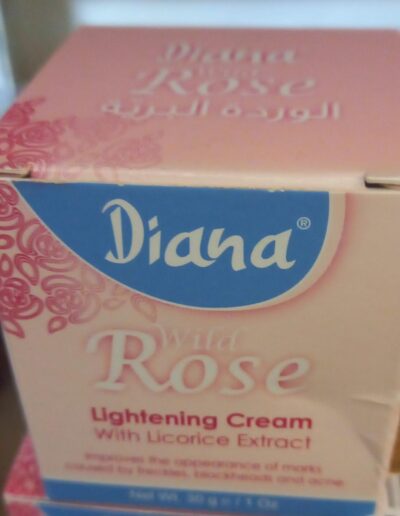 Diana
Wild
Rose
الوردة البرية
Diana®
Wild
Rose
Lightening Cream
With Licorice Extract
Improves the appearance of marks
caused by freckles, blackheads and acne
Net Wt. 30 g e / 1 Oz